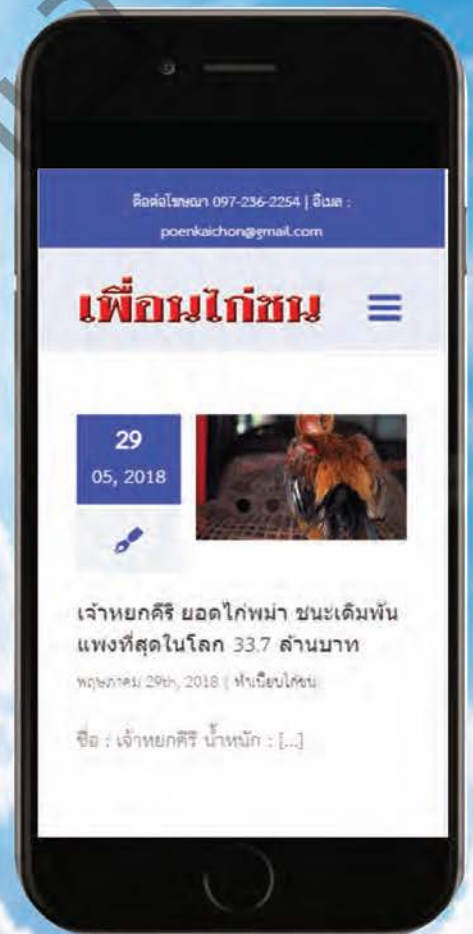 ติอต่อโฆษณา 097-236-2254 | อีเมล :
poenkaichon@gmail.com
เพื่อนไก่ชน
29
05, 2018
เจ้าหยกคีรี ยอดไก่พม่า ชนะเดิมพัน
แพงที่สุดในโลก 33.7 ล้านบาท
พฤษภาคม 29th, 2018 | ทำเนียบไก่ชน
ชื่อ : เจ้าหยกคีรี น้ำหนัก : [...]